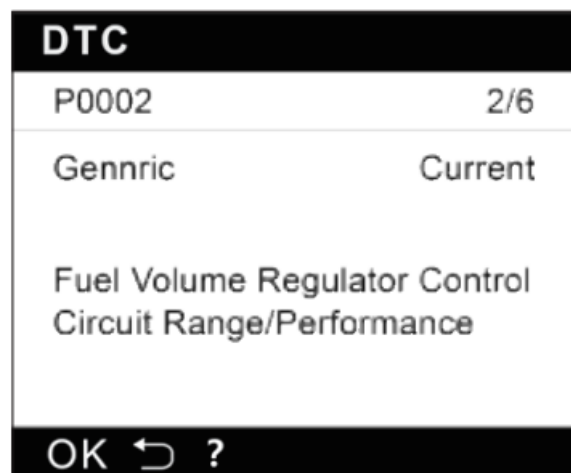 DTC
P0002 2/6
Gennric Current
Fuel Volume Regulator Control
Circuit Range/Performance
OK ?